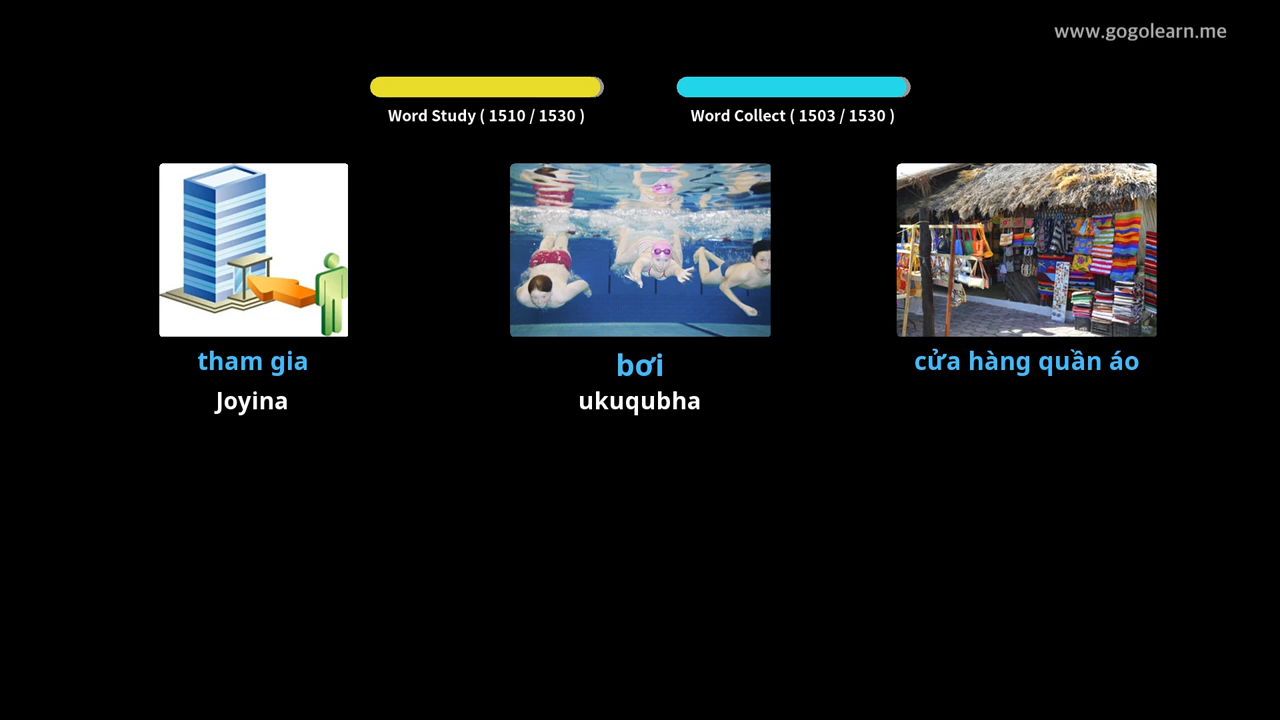 www.gogolearn.me
Word Study ( 1510 / 1530 )
Word Collect ( 1503 / 1530 )
tham gia
Joyina
bơi
ukuqubha
cửa hàng quần áo